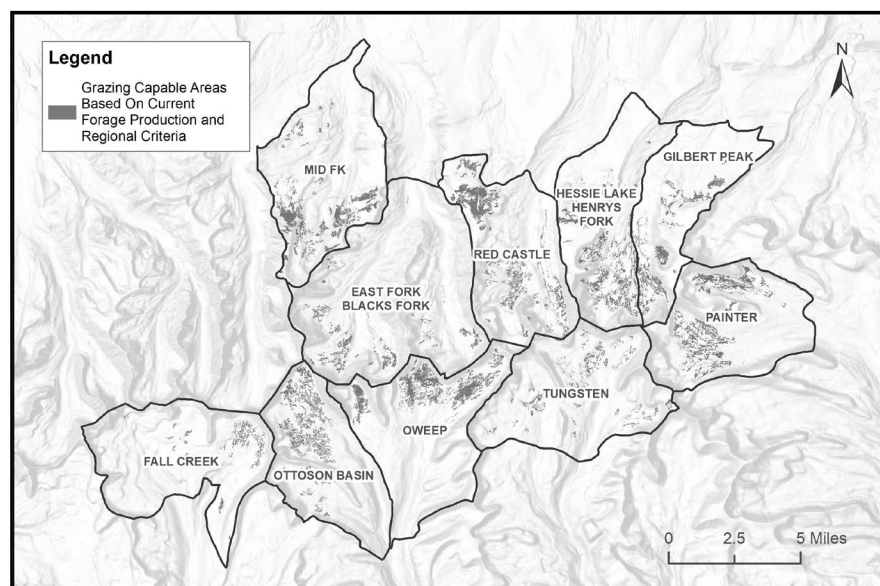 Legend
Grazing Capable Areas
Based On Current
Forage Production and
Regional Criteria
N
MID FK
GILBERT PEAK
HESSIE LAKE
HENRYS
FORK
RED CASTLE
EAST FORK
BLACKS FORK
PAINTER
TUNGSTEN
OWEEP
FALL CREEK
OTTOSON BASIN
0 2.5 5 Miles